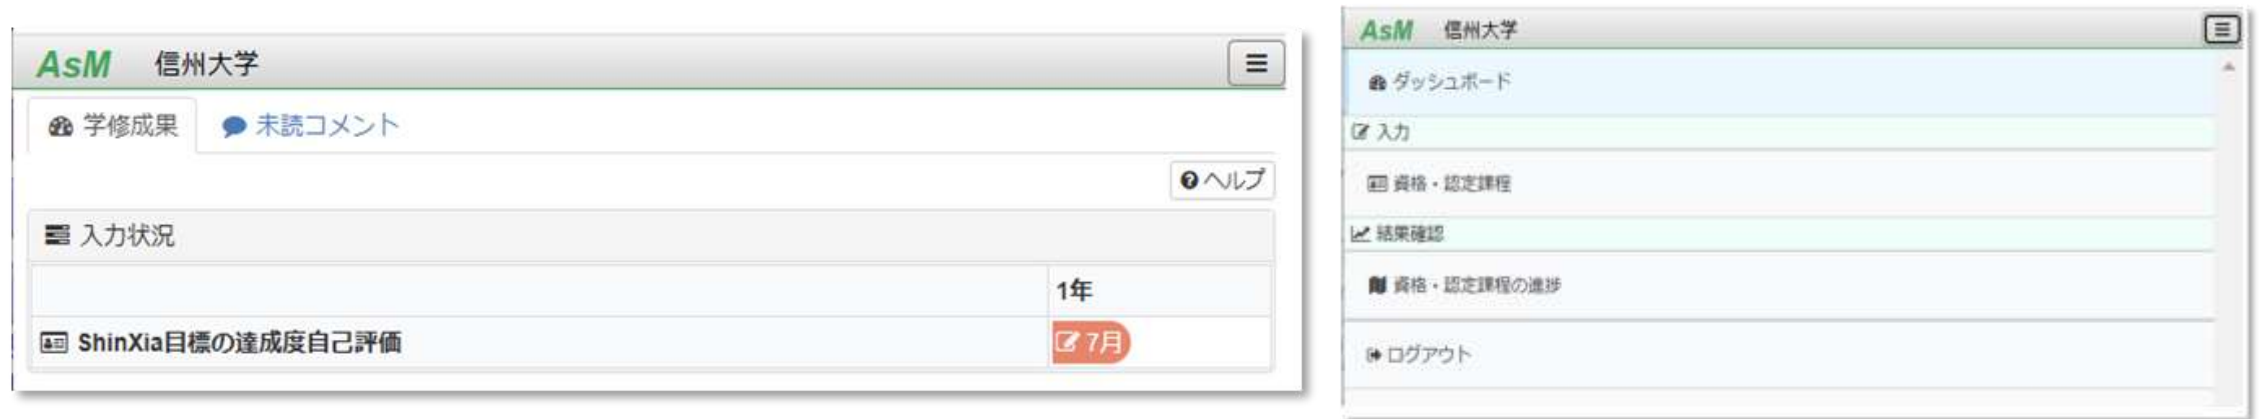 AsM 信州大学
学修成果 未読コメント
ヘルプ
入力状況
1年
ShinXia目標の達成度自己評価 7月
AsM 信州大学
ダッシュボード
入力
資格・認定課程
結果確認
資格・認定課程の進捗
ログアウト